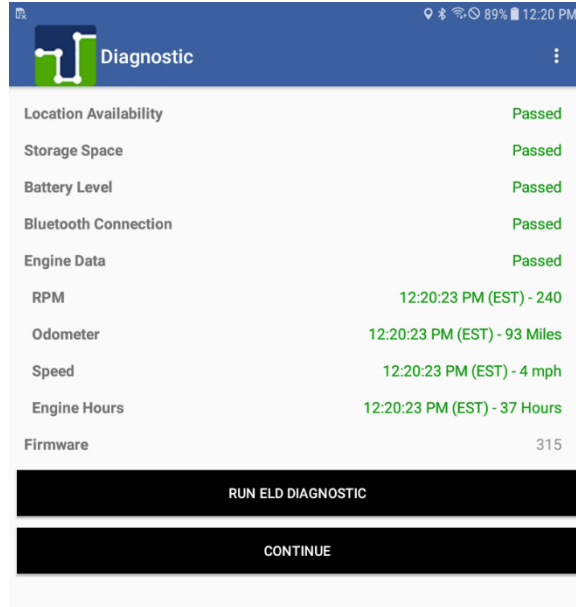 89% 12:20 PM
Diagnostic
Location Availability Passed
Storage Space Passed
Battery Level Passed
Bluetooth Connection Passed
Engine Data Passed
RPM 12:20:23 PM (EST) - 240
Odometer 12:20:23 PM (EST) - 93 Miles
Speed 12:20:23 PM (EST) - 4 mph
Engine Hours 12:20:23 PM (EST) - 37 Hours
Firmware 315
RUN ELD DIAGNOSTIC
CONTINUE